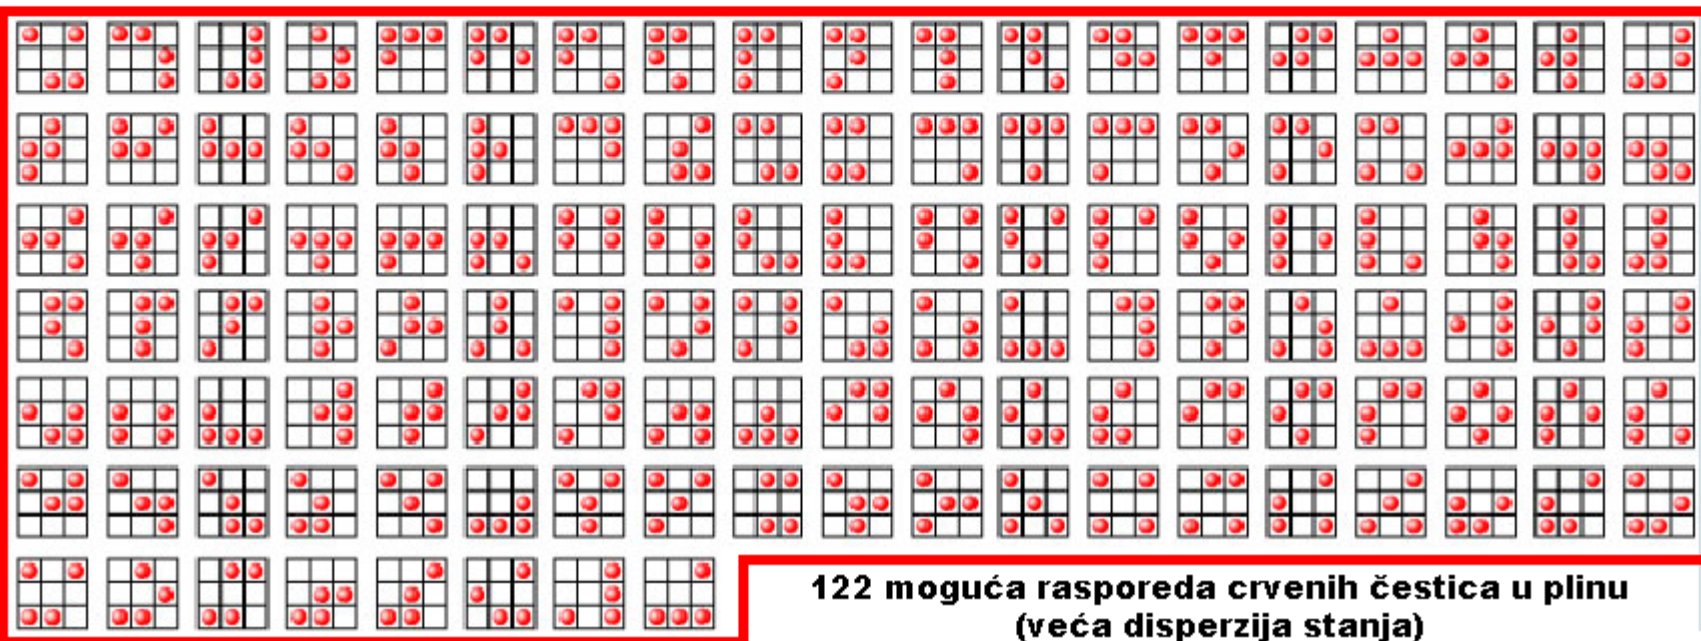 122 moguća rasporeda crvenih čestica u plinu
(veća disperzija stanja)